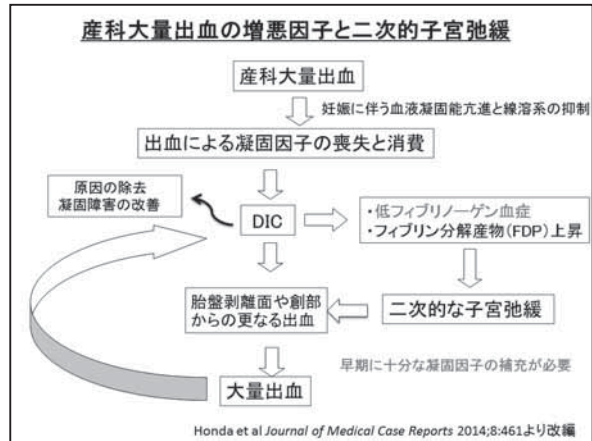 産科大量出血の増悪因子と二次的子宮弛緩
産科大量出血
妊娠に伴う血液凝固能亢進と線溶系の抑制
出血による凝固因子の喪失と消費
原因の除去
凝固障害の改善
DIC
・低フィブリノーゲン血症
・フィブリン分解産物(FDP)上昇
胎盤剥離面や創部
からの更なる出血
二次的な子宮弛緩
早期に十分な凝固因子の補充が必要
大量出血
Honda et al Journal of Medical Case Reports 2014;8:461より改編